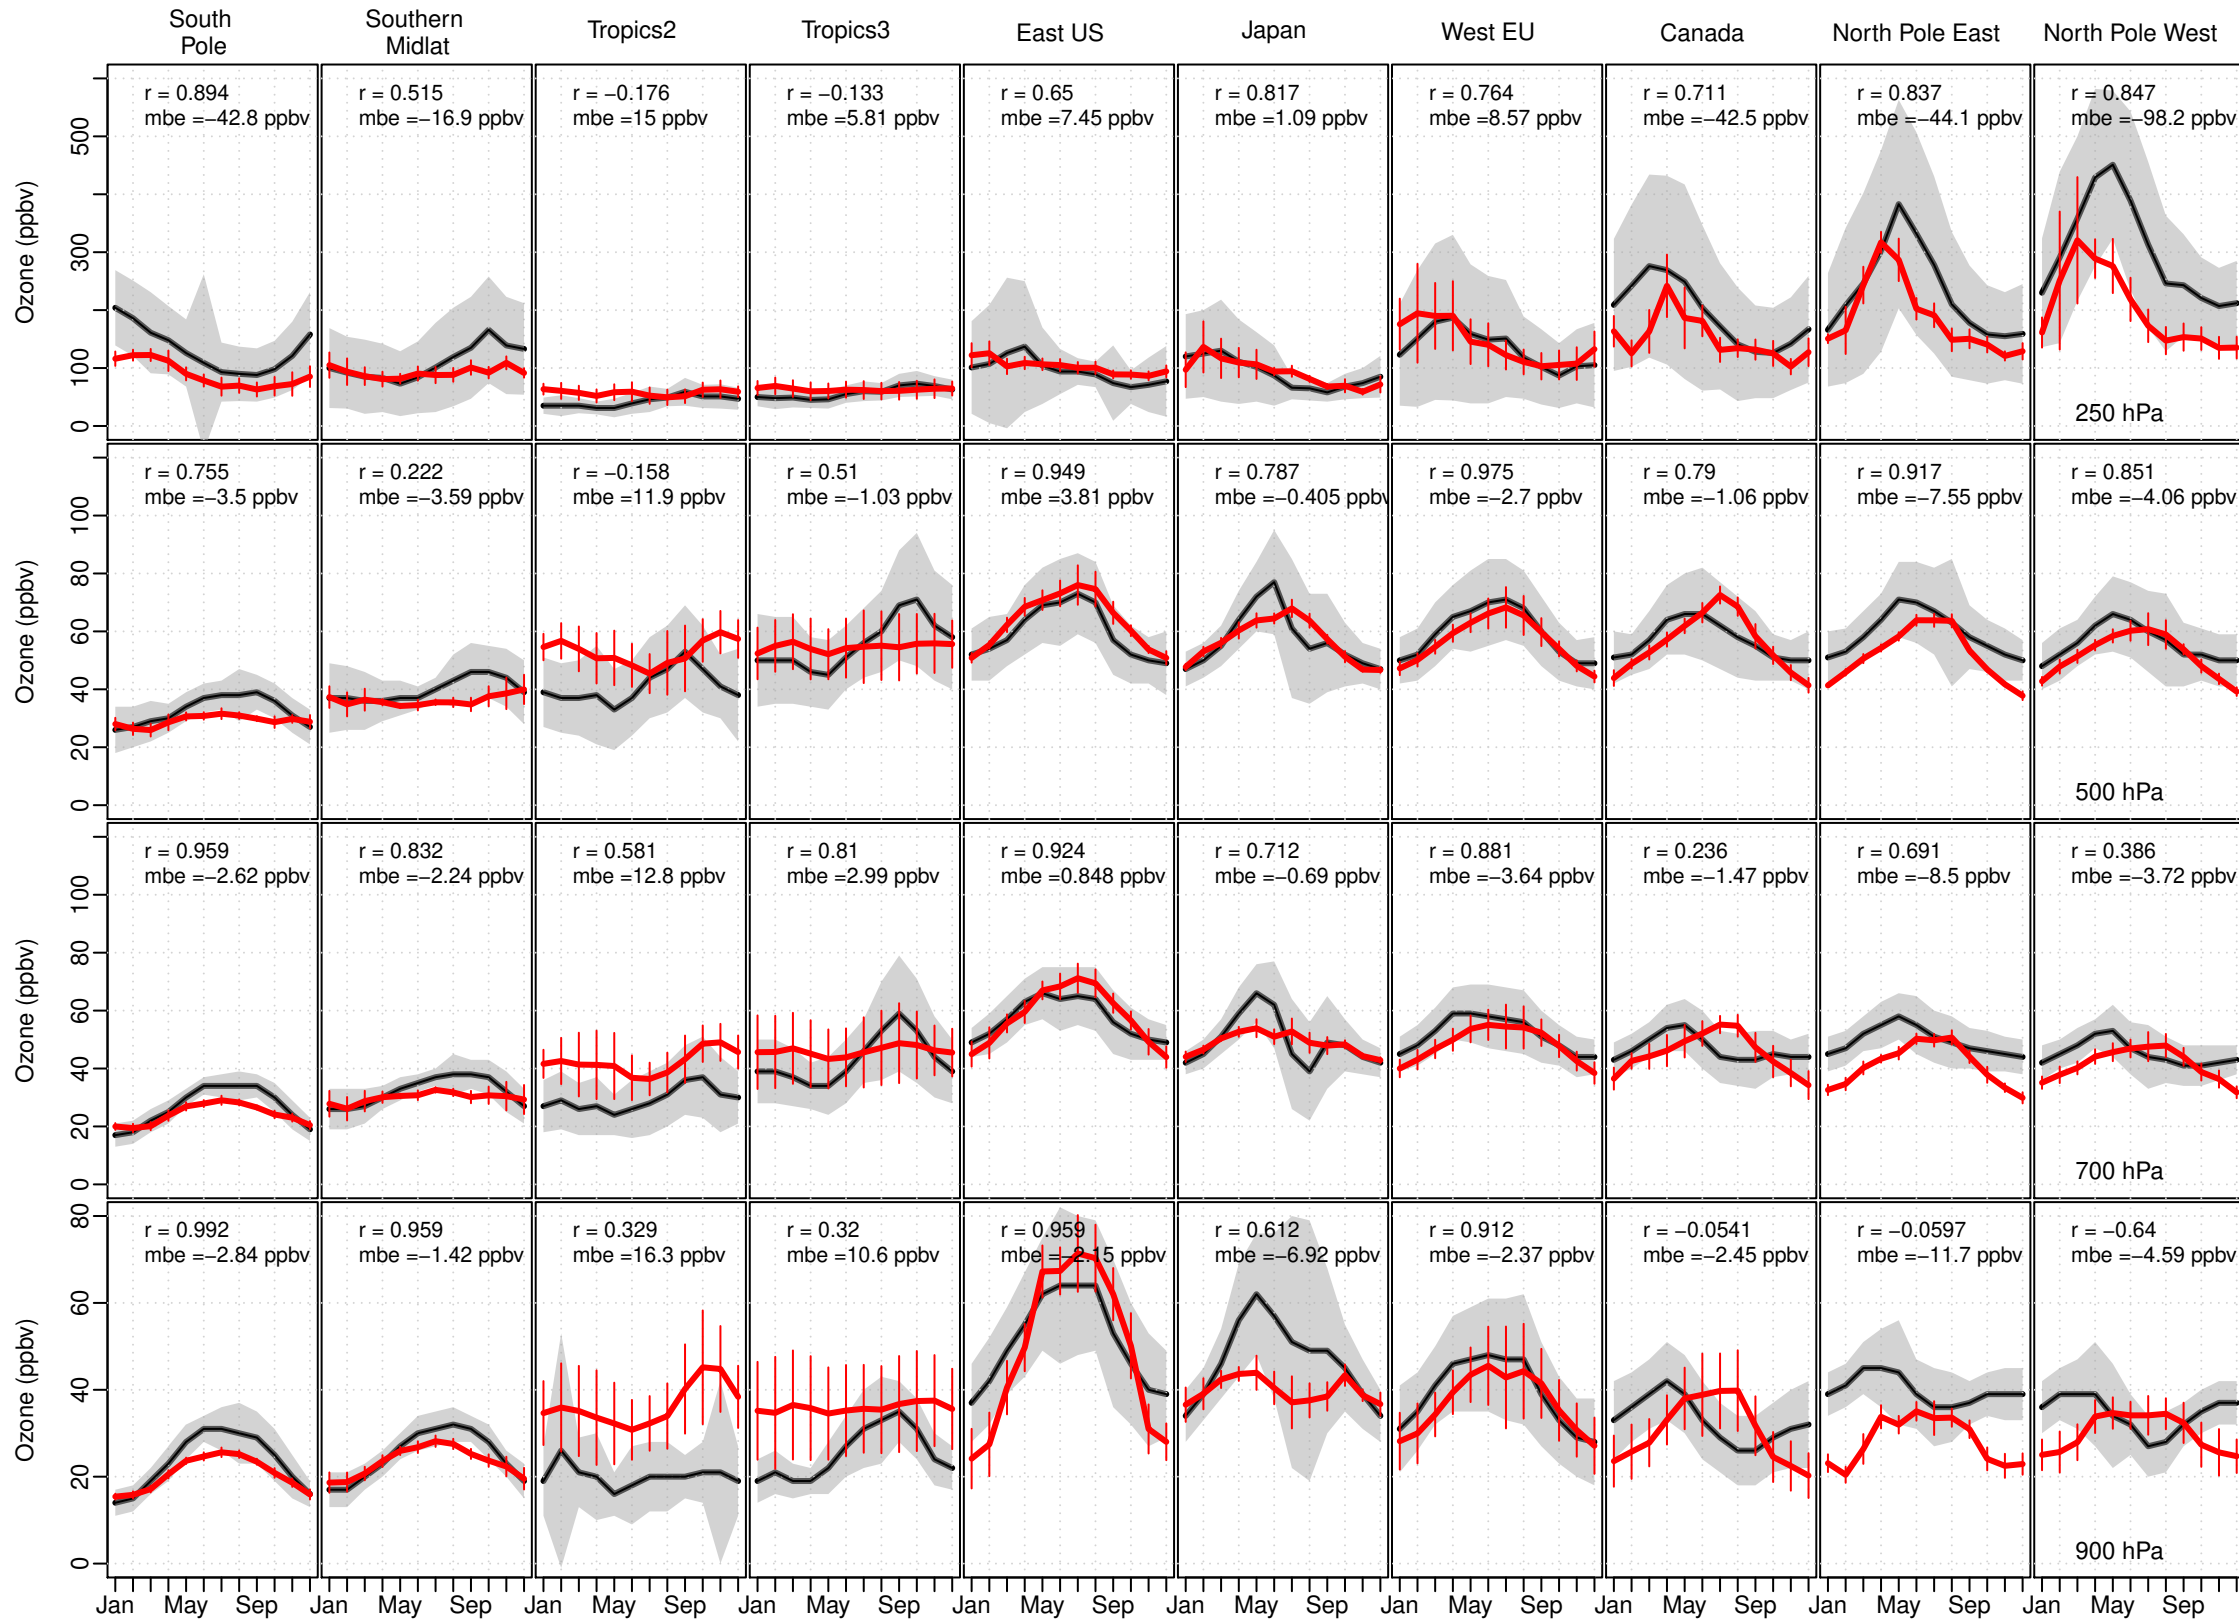 South
Pole
Southern
Midlat
Tropics2
Tropics3
East US
Japan
West EU
Canada
North Pole East
North Pole West
Ozone (ppbv)
500
300
100
0
r = 0.894
mbe =−42.8 ppbv
r = 0.515
mbe =−16.9 ppbv
r = −0.176
mbe =15 ppbv
r = −0.133
mbe =5.81 ppbv
r = 0.65
mbe =7.45 ppbv
r = 0.817
mbe =1.09 ppbv
r = 0.764
mbe =8.57 ppbv
r = 0.711
mbe =−42.5 ppbv
r = 0.837
mbe =−44.1 ppbv
r = 0.847
mbe =−98.2 ppbv
250 hPa
Ozone (ppbv)
100
80
60
40
20
0
r = 0.755
mbe =−3.5 ppbv
r = 0.222
mbe =−3.59 ppbv
r = −0.158
mbe =11.9 ppbv
r = 0.51
mbe =−1.03 ppbv
r = 0.949
mbe =3.81 ppbv
r = 0.787
mbe =−0.405 ppbv
r = 0.975
mbe =−2.7 ppbv
r = 0.79
mbe =−1.06 ppbv
r = 0.917
mbe =−7.55 ppbv
r = 0.851
mbe =−4.06 ppbv
500 hPa
Ozone (ppbv)
100
80
60
40
20
0
r = 0.959
mbe =−2.62 ppbv
r = 0.832
mbe =−2.24 ppbv
r = 0.581
mbe =12.8 ppbv
r = 0.81
mbe =2.99 ppbv
r = 0.924
mbe =0.848 ppbv
r = 0.712
mbe =−0.69 ppbv
r = 0.881
mbe =−3.64 ppbv
r = 0.236
mbe =−1.47 ppbv
r = 0.691
mbe =−8.5 ppbv
r = 0.386
mbe =−3.72 ppbv
700 hPa
Ozone (ppbv)
80
60
40
20
0
r = 0.992
mbe =−2.84 ppbv
r = 0.959
mbe =−1.42 ppbv
r = 0.329
mbe =16.3 ppbv
r = 0.32
mbe =10.6 ppbv
r = 0.959
mbe =−2.15 ppbv
r = 0.612
mbe =−6.92 ppbv
r = 0.912
mbe =−2.37 ppbv
r = −0.0541
mbe =−2.45 ppbv
r = −0.0597
mbe =−11.7 ppbv
r = −0.64
mbe =−4.59 ppbv
900 hPa
Jan May Sep Jan May Sep Jan May Sep Jan May Sep Jan May Sep Jan May Sep Jan May Sep Jan May Sep Jan May Sep Jan May Sep